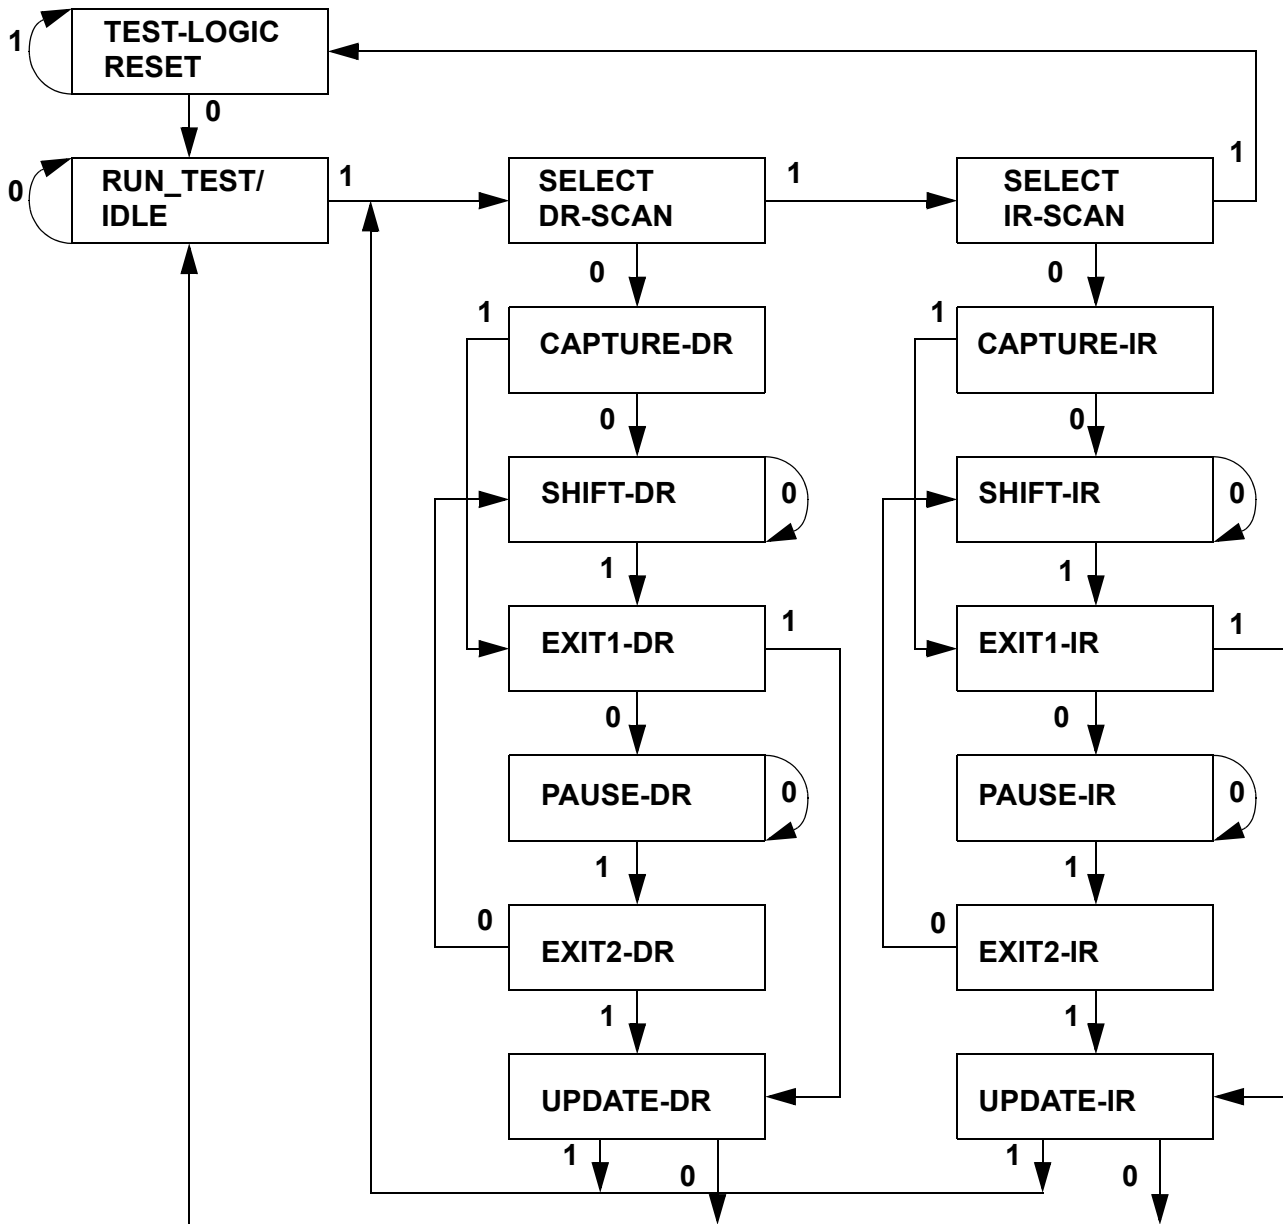 TEST-LOGIC
RESET
1
0
RUN_TEST/
IDLE
0
1
SELECT
DR-SCAN
1
SELECT
IR-SCAN
1
0
0
1
CAPTURE-DR
1
CAPTURE-IR
0
0
SHIFT-DR
0
SHIFT-IR
0
1
1
EXIT1-DR
1
EXIT1-IR
1
0
0
PAUSE-DR
0
PAUSE-IR
0
1
1
0
EXIT2-DR
0
EXIT2-IR
1
1
UPDATE-DR
UPDATE-IR
1
0
1
0